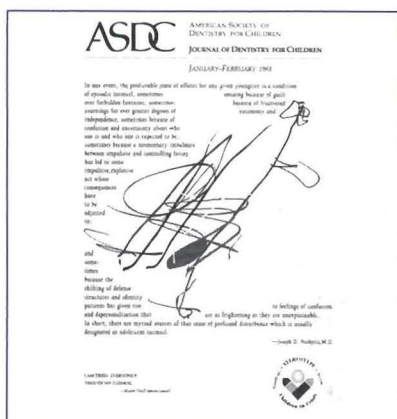 ASDC
AMERICAN SOCIETY OF
DENTISTRY FOR CHILDREN
JOURNAL OF DENTISTRY FOR CHILDREN
JANUARY-FEBRUARY
In any event, the predictable state of affairs for any given youngster is a condition
of episodic turmoil, sometimes ensuing because of guilt
over forbidden fantasies, sometimes because of frustrated
yearnings for ever greater degrees of autonomy and
independence, sometimes because of
confusion and uncertainty about who
one is and who one is expected to be,
sometimes because a momentary imbalance
between impulsive and controlling forces
has led to some
impulsive, explosive
act whose
consequences
have
to be
adjusted
to;
and
some-
times
because the
shifting of defense
structures and identity
patterns has given rise to feelings of confusion
and depersonalization that are as frightening as they are unexplainable.
In short, there are myriad sources of that state of profound disturbance which is usually
designated as adolescent turmoil.
—Joseph D. M.D.